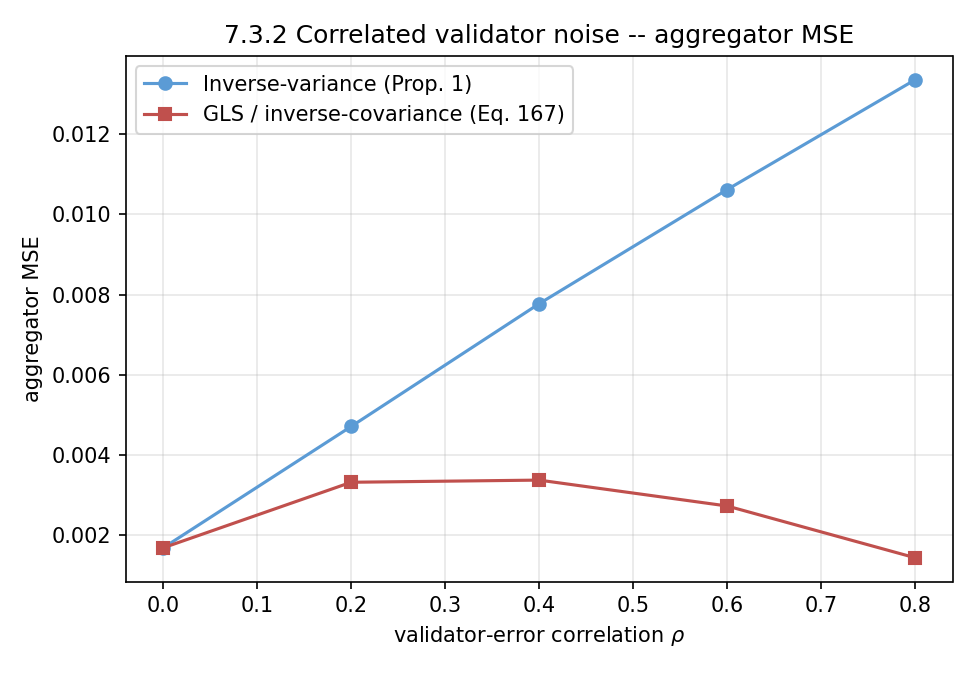 7.3.2 Correlated validator noise -- aggregator MSE
Inverse-variance (Prop. 1)
GLS / inverse-covariance (Eq. 167)
aggregator MSE
0.012
0.010
0.008
0.006
0.004
0.002
0.0 0.1 0.2 0.3 0.4 0.5 0.6 0.7 0.8
validator-error correlation ρ